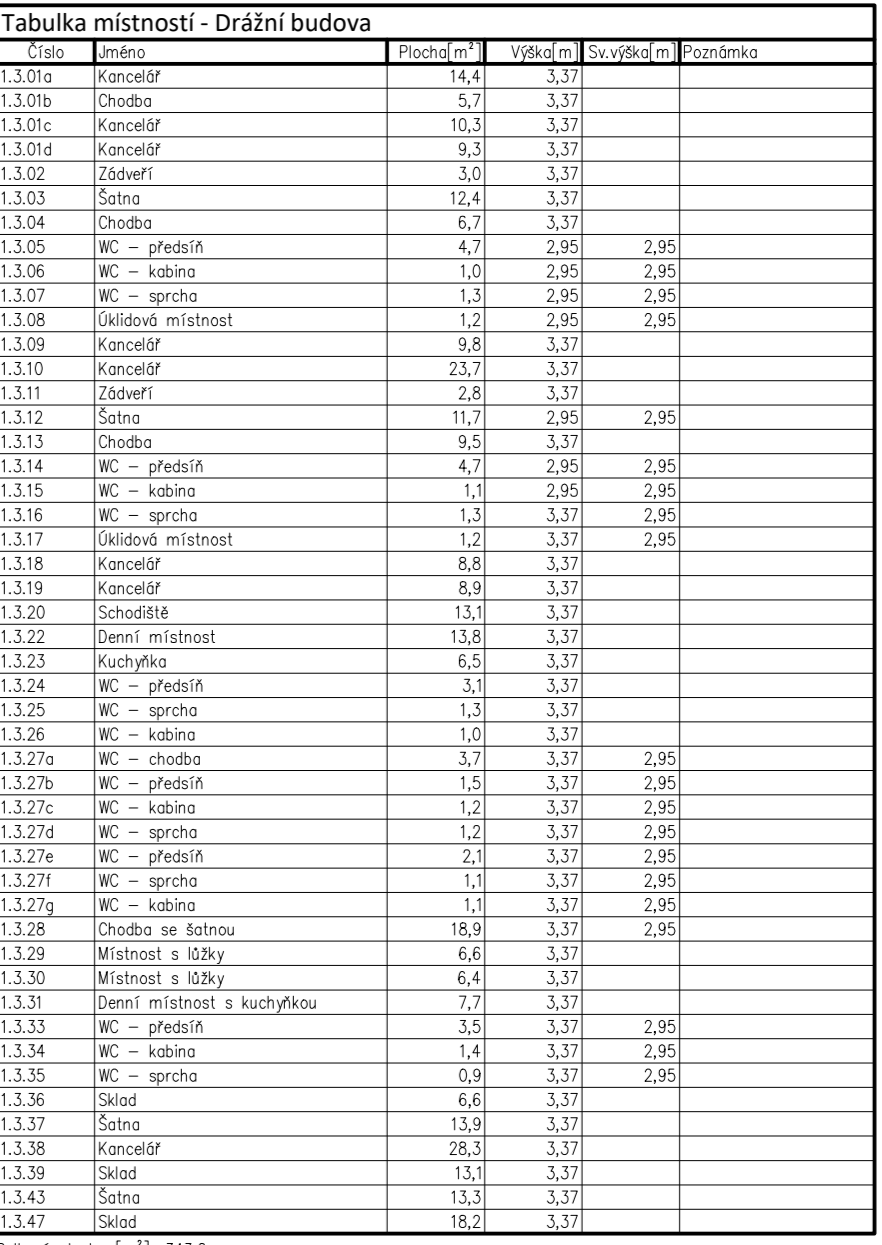 Tabulka místností - Drážní budova
Číslo Jméno Plocha[m²] Výška[m] Sv.výška[m] Poznámka
1.3.01a Kancelář 14,4 3,37
1.3.01b Chodba 5,7 3,37
1.3.01c Kancelář 10,3 3,37
1.3.01d Kancelář 9,3 3,37
1.3.02 Zádveří 3,0 3,37
1.3.03 Šatna 12,4 3,37
1.3.04 Chodba 6,7 3,37
1.3.05 WC – předsíň 4,7 2,95 2,95
1.3.06 WC – kabina 1,0 2,95 2,95
1.3.07 WC – sprcha 1,3 2,95 2,95
1.3.08 Úklidová místnost 1,2 2,95 2,95
1.3.09 Kancelář 9,8 3,37
1.3.10 Kancelář 23,7 3,37
1.3.11 Zádveří 2,8 3,37
1.3.12 Šatna 11,7 2,95 2,95
1.3.13 Chodba 9,5 3,37
1.3.14 WC – předsíň 4,7 2,95 2,95
1.3.15 WC – kabina 1,1 2,95 2,95
1.3.16 WC – sprcha 1,3 3,37 2,95
1.3.17 Úklidová místnost 1,2 3,37 2,95
1.3.18 Kancelář 8,8 3,37
1.3.19 Kancelář 8,9 3,37
1.3.20 Schodiště 13,1 3,37
1.3.22 Denní místnost 13,8 3,37
1.3.23 Kuchyňka 6,5 3,37
1.3.24 WC – předsíň 3,1 3,37
1.3.25 WC – sprcha 1,3 3,37
1.3.26 WC – kabina 1,0 3,37
1.3.27a WC – chodba 3,7 3,37 2,95
1.3.27b WC – předsíň 1,5 3,37 2,95
1.3.27c WC – kabina 1,2 3,37 2,95
1.3.27d WC – sprcha 1,2 3,37 2,95
1.3.27e WC – předsíň 2,1 3,37 2,95
1.3.27f WC – sprcha 1,1 3,37 2,95
1.3.27g WC – kabina 1,1 3,37 2,95
1.3.28 Chodba se šatnou 18,9 3,37 2,95
1.3.29 Místnost s lůžky 6,6 3,37
1.3.30 Místnost s lůžky 6,4 3,37
1.3.31 Denní místnost s kuchyňkou 7,7 3,37
1.3.33 WC – předsíň 3,5 3,37 2,95
1.3.34 WC – kabina 1,4 3,37 2,95
1.3.35 WC – sprcha 0,9 3,37 2,95
1.3.36 Sklad 6,6 3,37
1.3.37 Šatna 13,9 3,37
1.3.38 Kancelář 28,3 3,37
1.3.39 Sklad 13,1 3,37
1.3.43 Šatna 13,3 3,37
1.3.47 Sklad 18,2 3,37